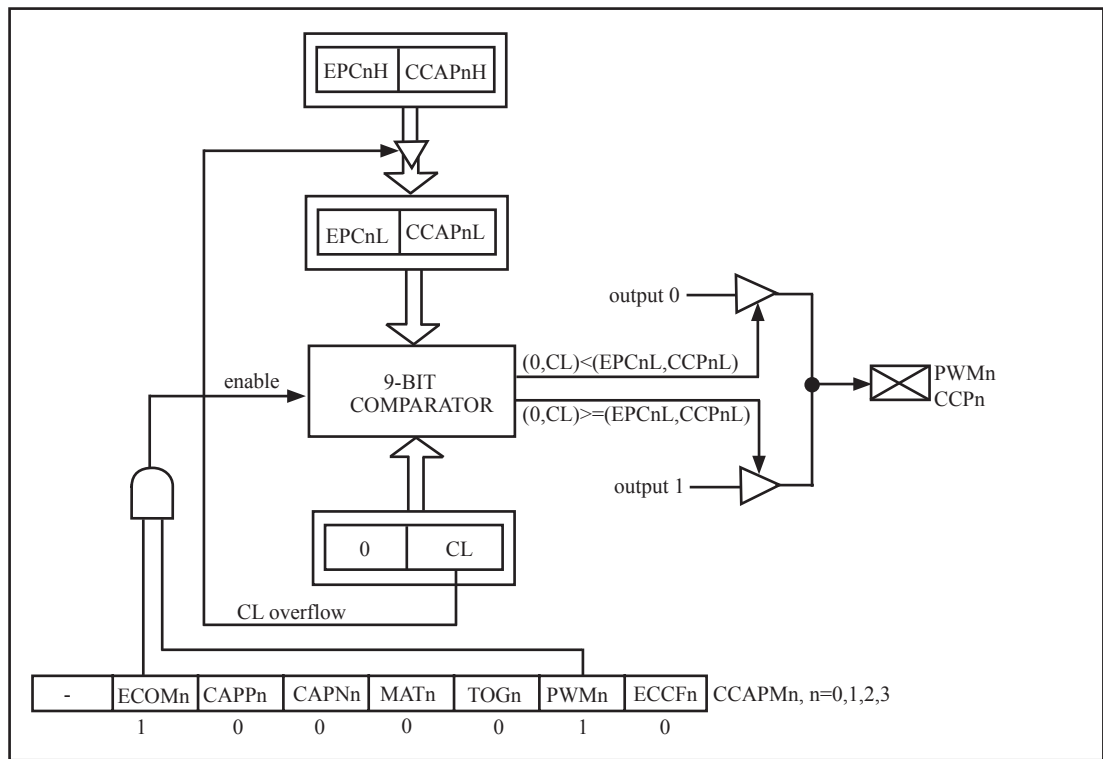 EPCnH CCAPnH
EPCnL CCAPnL
output 0
(0,CL)<(EPCnL,CCPnL)
enable
9-BIT
COMPARATOR
PWMn
CCPn
(0,CL)>=(EPCnL,CCPnL)
output 1
0 CL
CL overflow
- ECOMn CAPPn CAPNn MATn TOGn PWMn ECCFn CCAPMn, n=0,1,2,3
1 0 0 0 0 1 0